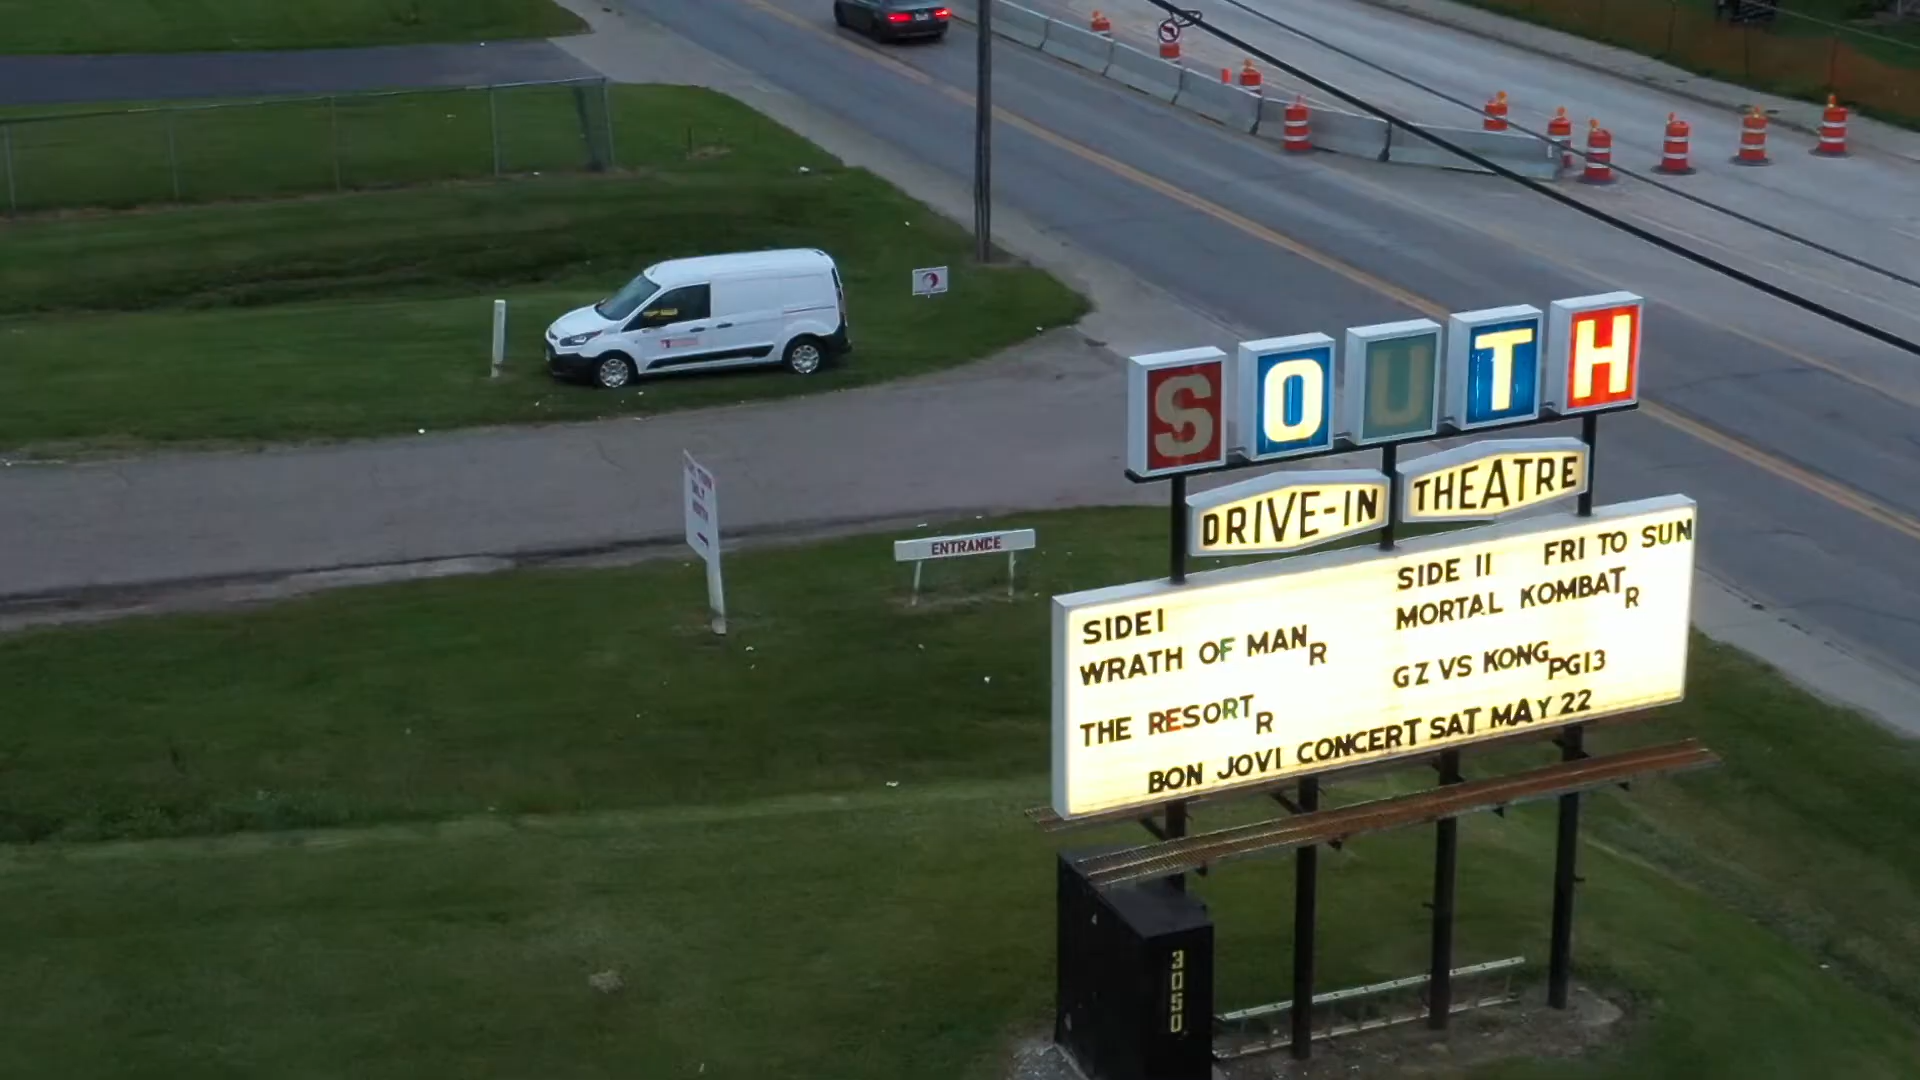 SOUTH
DRIVE-IN THEATRE
SIDE I
WRATH OF MAN R
THE RESORT R
SIDE II FRI TO SUN
MORTAL KOMBAT R
GZ VS KONG PG13
BON JOVI CONCERT SAT MAY 22
ENTRANCE
3050